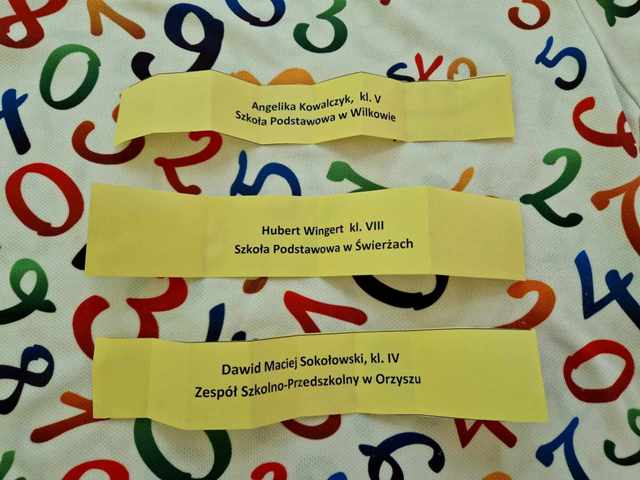 Angelika Kowalczyk, kl. V
Szkoła Podstawowa w Wilkowie
Hubert Wingert kl. VIII
Szkoła Podstawowa w Świerżach
Dawid Maciej Sokołowski, kl. IV
Zespół Szkolno-Przedszkolny w Orzyszu